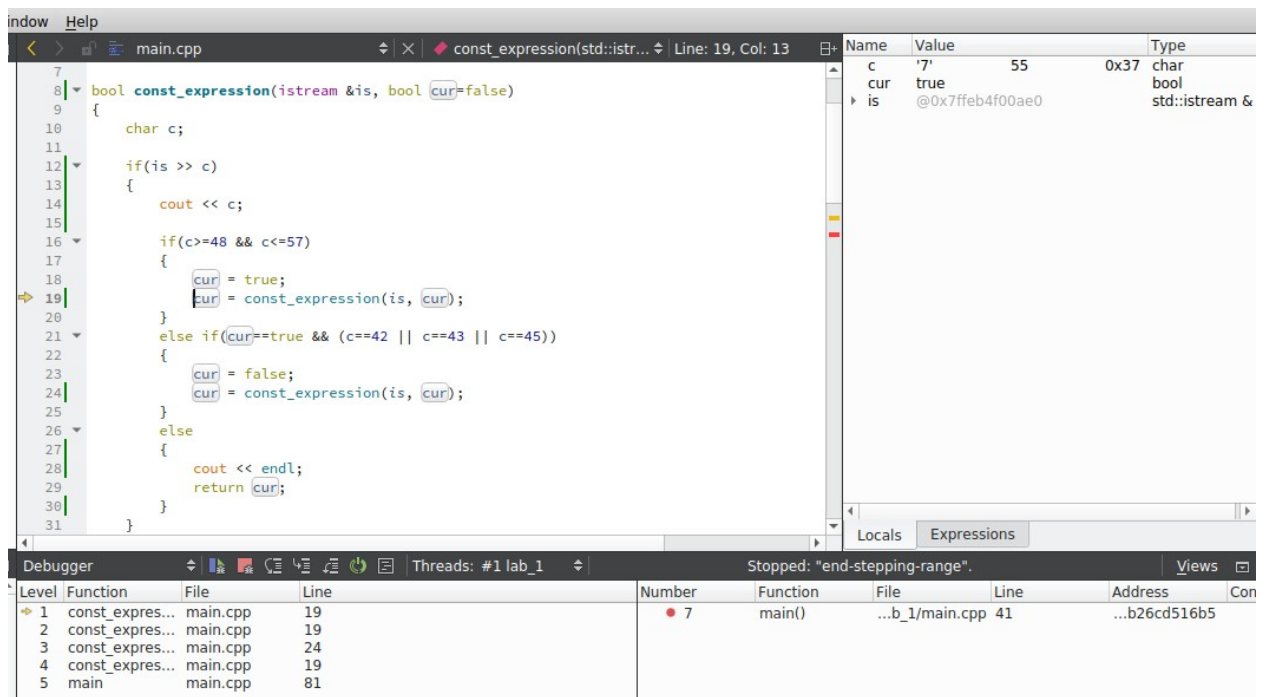 indow Help
main.cpp const_expression(std::istr... Line: 19, Col: 13
7
8 bool const_expression(istream &is, bool cur=false)
9 {
10 char c;
11
12 if(is >> c)
13 {
14 cout << c;
15
16 if(c>=48 && c<=57)
17 {
18 cur = true;
19 cur = const_expression(is, cur);
20 }
21 else if(cur==true && (c==42 || c==43 || c==45))
22 {
23 cur = false;
24 cur = const_expression(is, cur);
25 }
26 else
27 {
28 cout << endl;
29 return cur;
30 }
31 }
Name Value Type
c '7' 55 0x37 char
cur true bool
is @0x7ffeb4f00ae0 std::istream &
Locals Expressions
Debugger Threads: #1 lab_1 Stopped: "end-stepping-range". Views
Level Function File Line
1 const_expres... main.cpp 19
2 const_expres... main.cpp 19
3 const_expres... main.cpp 24
4 const_expres... main.cpp 19
5 main main.cpp 81
Number Function File Line Address Con
7 main() ...b_1/main.cpp 41 ...b26cd516b5